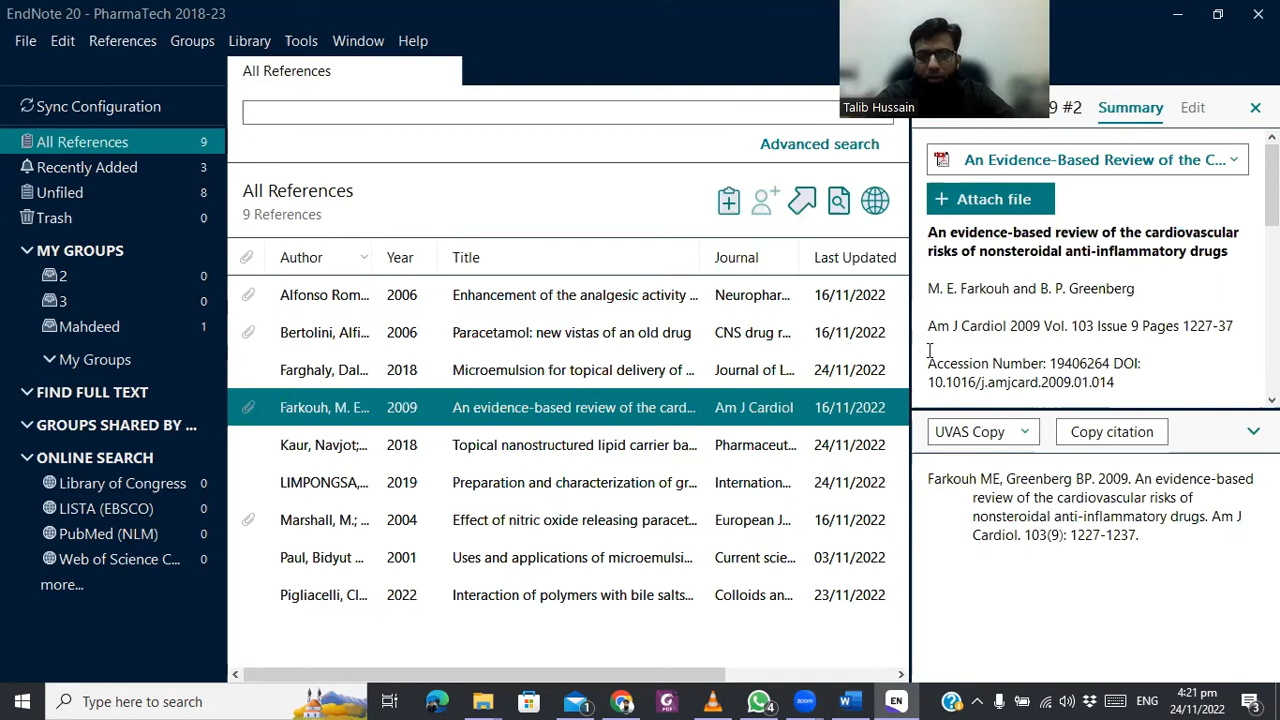 EndNote 20 - PharmaTech 2018-23
File Edit References Groups Library Tools Window Help
Sync Configuration
All References 9
Recently Added 3
Unfiled 8
Trash 0
MY GROUPS
2 0
3 0
Mahdeed 1
My Groups
FIND FULL TEXT
GROUPS SHARED BY ...
ONLINE SEARCH
Library of Congress 0
LISTA (EBSCO) 0
PubMed (NLM) 0
Web of Science C... 0
more...
All References
Advanced search
All References
9 References
Author Year Title Journal Last Updated
Alfonso Rom... 2006 Enhancement of the analgesic activity ... Neurophar... 16/11/2022
Bertolini, Alfi... 2006 Paracetamol: new vistas of an old drug CNS drug r... 16/11/2022
Farghaly, Dal... 2018 Microemulsion for topical delivery of ... Journal of L... 24/11/2022
Farkouh, M. E... 2009 An evidence-based review of the card... Am J Cardiol 16/11/2022
Kaur, Navjot;... 2018 Topical nanostructured lipid carrier ba... Pharmaceut... 24/11/2022
LIMPONGSA,... 2019 Preparation and characterization of gr... Internation... 24/11/2022
Marshall, M.; ... 2004 Effect of nitric oxide releasing paracet... European J... 16/11/2022
Paul, Bidyut ... 2001 Uses and applications of microemulsi... Current scie... 03/11/2022
Pigliacelli, Cl... 2022 Interaction of polymers with bile salts... Colloids an... 23/11/2022
Talib Hussain
9 #2 Summary Edit
An Evidence-Based Review of the C...
+ Attach file
An evidence-based review of the cardiovascular
risks of nonsteroidal anti-inflammatory drugs
M. E. Farkouh and B. P. Greenberg
Am J Cardiol 2009 Vol. 103 Issue 9 Pages 1227-37
Accession Number: 19406264 DOI:
10.1016/j.amjcard.2009.01.014
UVAS Copy Copy citation
Farkouh ME, Greenberg BP. 2009. An evidence-based
review of the cardiovascular risks of
nonsteroidal anti-inflammatory drugs. Am J
Cardiol. 103(9): 1227-1237.
Type here to search
1
PDF
4
zoom
EN
ENG
4:21 pm
24/11/2022
3